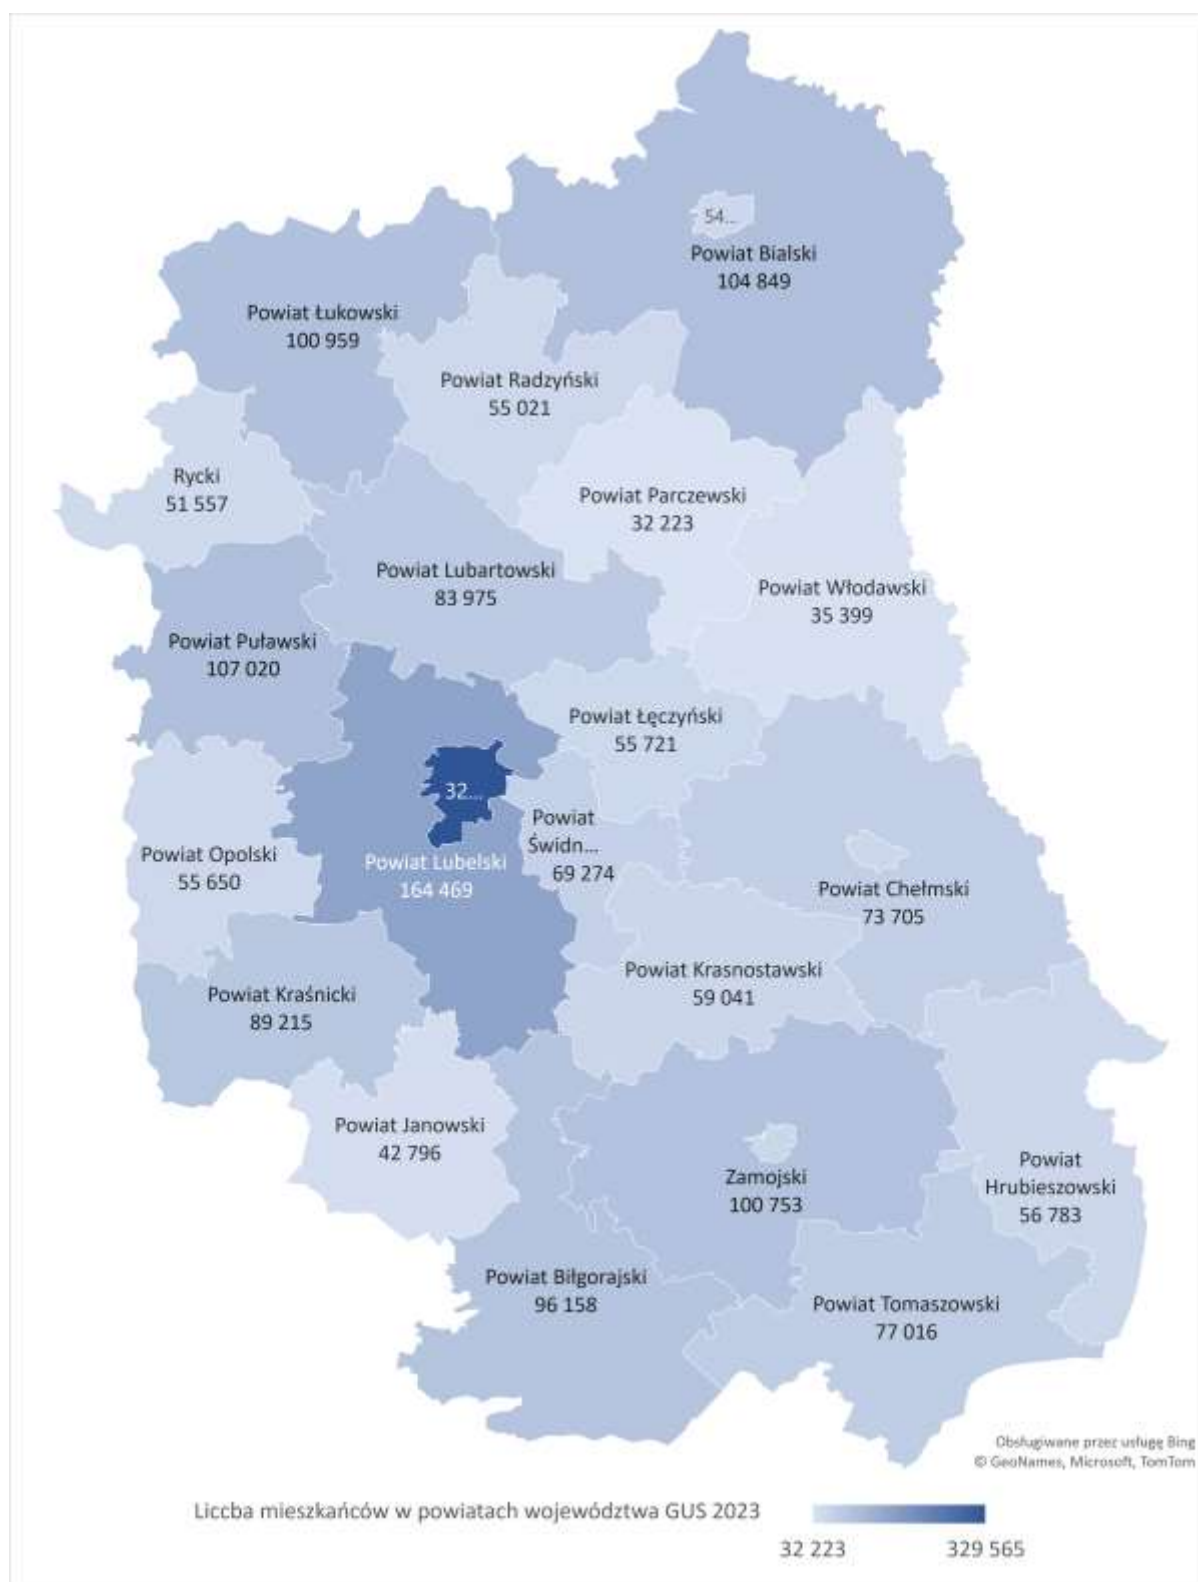 54...
Powiat Bialski
104 849
Powiat Łukowski
100 959
Powiat Radzyński
55 021
Rycki
51 557
Powiat Parczewski
32 223
Powiat Lubartowski
83 975
Powiat Włodawski
35 399
Powiat Puławski
107 020
Powiat Łęczyński
55 721
32...
Powiat
Świdn...
69 274
Powiat Opolski
55 650
Powiat Lubelski
164 469
Powiat Chełmski
73 705
Powiat Krasnostawski
59 041
Powiat Kraśnicki
89 215
Powiat Janowski
42 796
Zamojski
100 753
Powiat
Hrubieszowski
56 783
Powiat Biłgorajski
96 158
Powiat Tomaszowski
77 016
Obsługiwane przez usługę Bing
© GeoNames, Microsoft, TomTom
Liccba mieszkańców w powiatach województwa GUS 2023
32 223 329 565